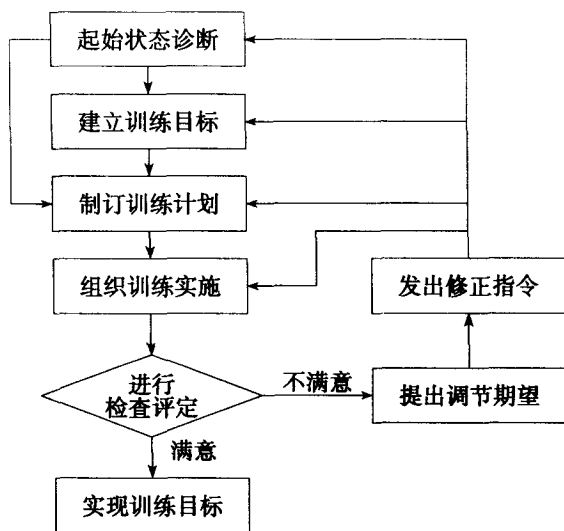 起始状态诊断
建立训练目标
制订训练计划
组织训练实施
发出修正指令
进行
检查评定
不满意
提出调节期望
满意
实现训练目标